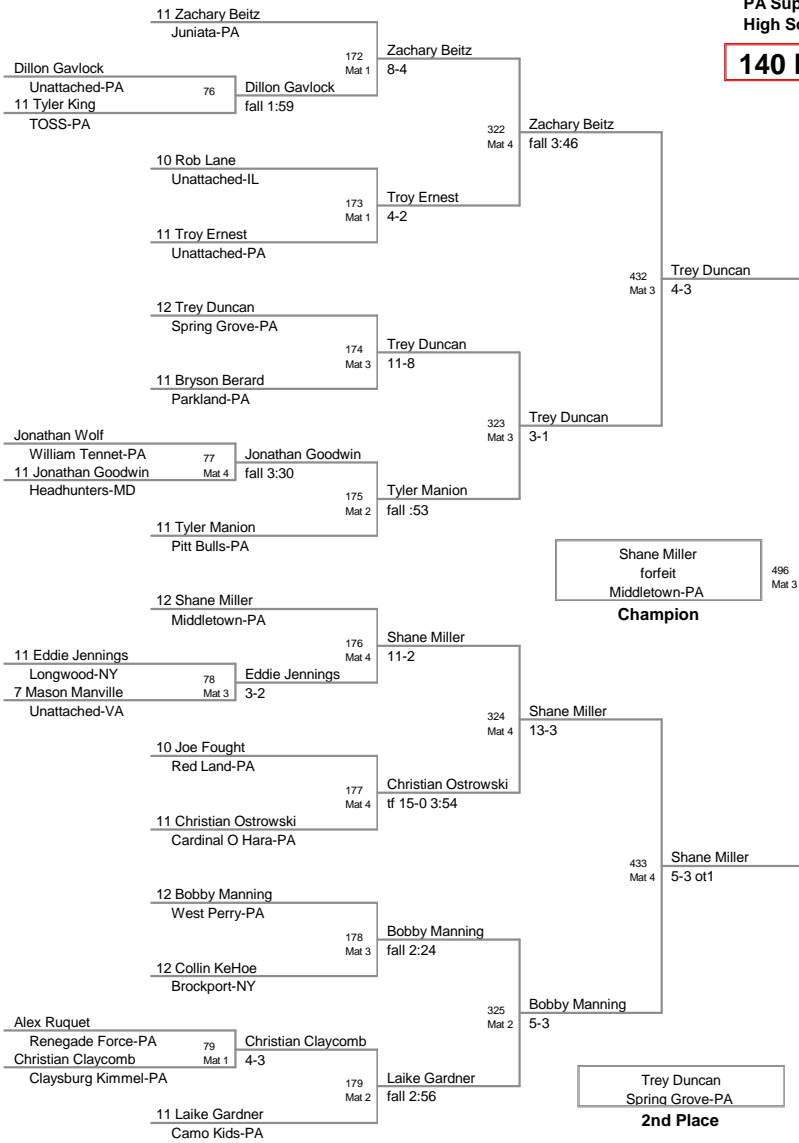 PA Sup
High Sc
140
11 Zachary Beitz
Juniata-PA
172
Mat 1
Zachary Beitz
8-4
Dillon Gavlock
Unattached-PA
76
11 Tyler King
TOSS-PA
Dillon Gavlock
fall 1:59
322
Mat 4
Zachary Beitz
fall 3:46
10 Rob Lane
Unattached-IL
173
Mat 1
Troy Ernest
4-2
11 Troy Ernest
Unattached-PA
432
Mat 3
Trey Duncan
4-3
12 Trey Duncan
Spring Grove-PA
174
Mat 3
Trey Duncan
11-8
11 Bryson Berard
Parkland-PA
323
Mat 3
Trey Duncan
3-1
Jonathan Wolf
William Tennet-PA
77
Mat 4
11 Jonathan Goodwin
Headhunters-MD
Jonathan Goodwin
fall 3:30
175
Mat 2
Tyler Manion
fall :53
11 Tyler Manion
Pitt Bulls-PA
Shane Miller
forfeit
Middletown-PA
496
Mat 3
Champion
12 Shane Miller
Middletown-PA
176
Mat 4
Shane Miller
11-2
11 Eddie Jennings
Longwood-NY
78
Mat 3
7 Mason Manville
Unattached-VA
Eddie Jennings
3-2
324
Mat 4
Shane Miller
13-3
10 Joe Fought
Red Land-PA
177
Mat 4
Christian Ostrowski
tf 15-0 3:54
11 Christian Ostrowski
Cardinal O Hara-PA
433
Mat 4
Shane Miller
5-3 ot1
12 Bobby Manning
West Perry-PA
178
Mat 3
Bobby Manning
fall 2:24
12 Collin KeHoe
Brockport-NY
325
Mat 2
Bobby Manning
5-3
Alex Ruquet
Renegade Force-PA
79
Mat 1
Christian Claycomb
Claysburg Kimmel-PA
Christian Claycomb
4-3
179
Mat 2
Laike Gardner
fall 2:56
11 Laike Gardner
Camo Kids-PA
Trey Duncan
Spring Grove-PA
2nd Place